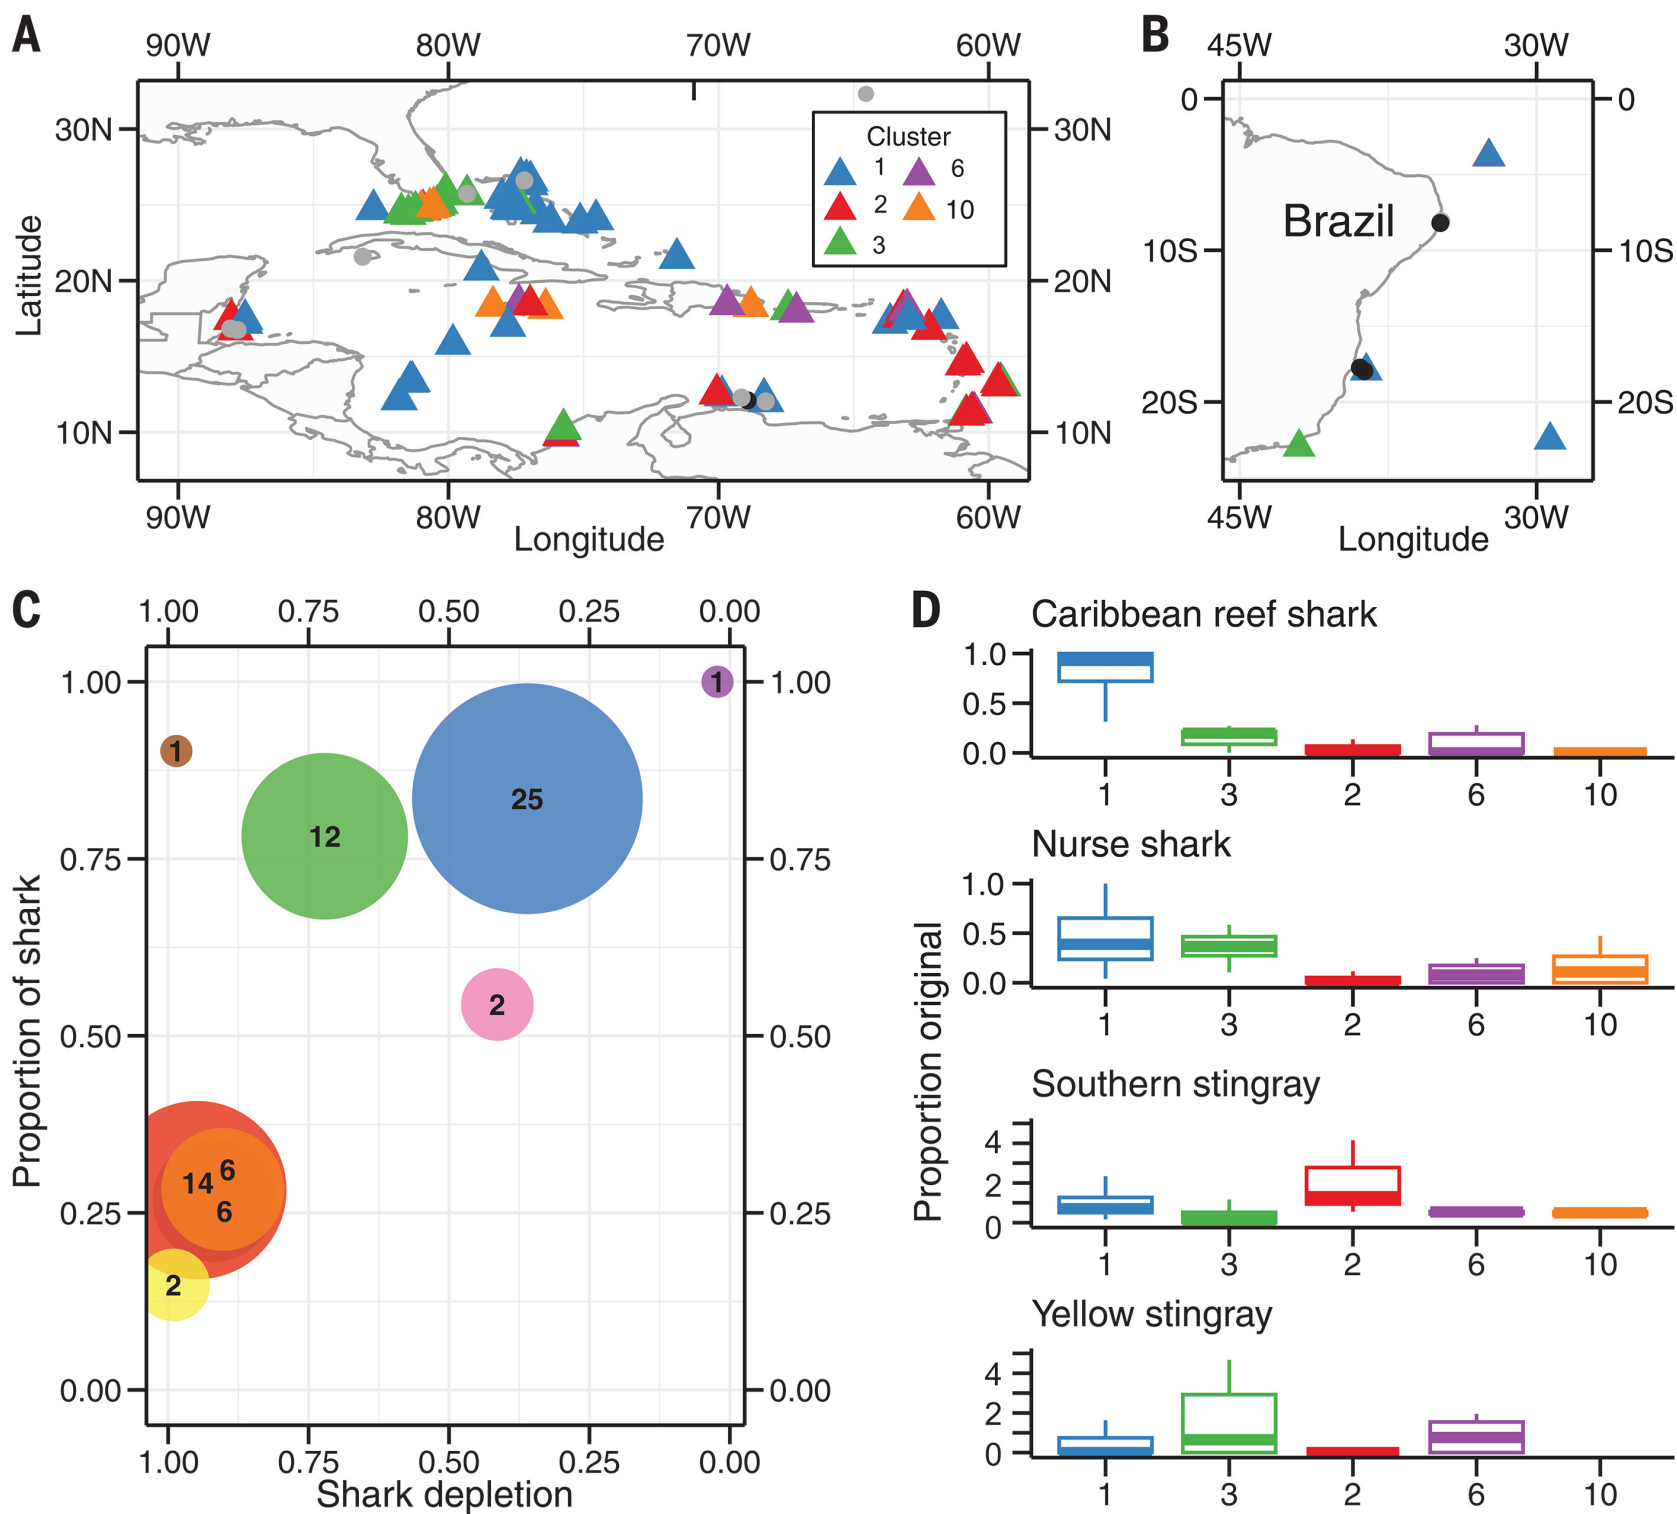 A
90W 80W 70W 60W
30N 30N
20N 20N
10N 10N
Latitude
Cluster
1 6
2 10
3
90W 80W 70W 60W
Longitude
B
45W 30W
0 0
10S 10S
20S 20S
Brazil
45W 30W
Longitude
C
1.00 0.75 0.50 0.25 0.00
1.00 1.00
0.75 0.75
0.50 0.50
0.25 0.25
0.00 0.00
Proportion of shark
1
1
25
12
2
14 6
6
2
1.00 0.75 0.50 0.25 0.00
Shark depletion
D
Proportion original
Caribbean reef shark
1.0
0.5
0.0
1 3 2 6 10
Nurse shark
1.0
0.5
0.0
1 3 2 6 10
Southern stingray
4
2
0
1 3 2 6 10
Yellow stingray
4
2
0
1 3 2 6 10